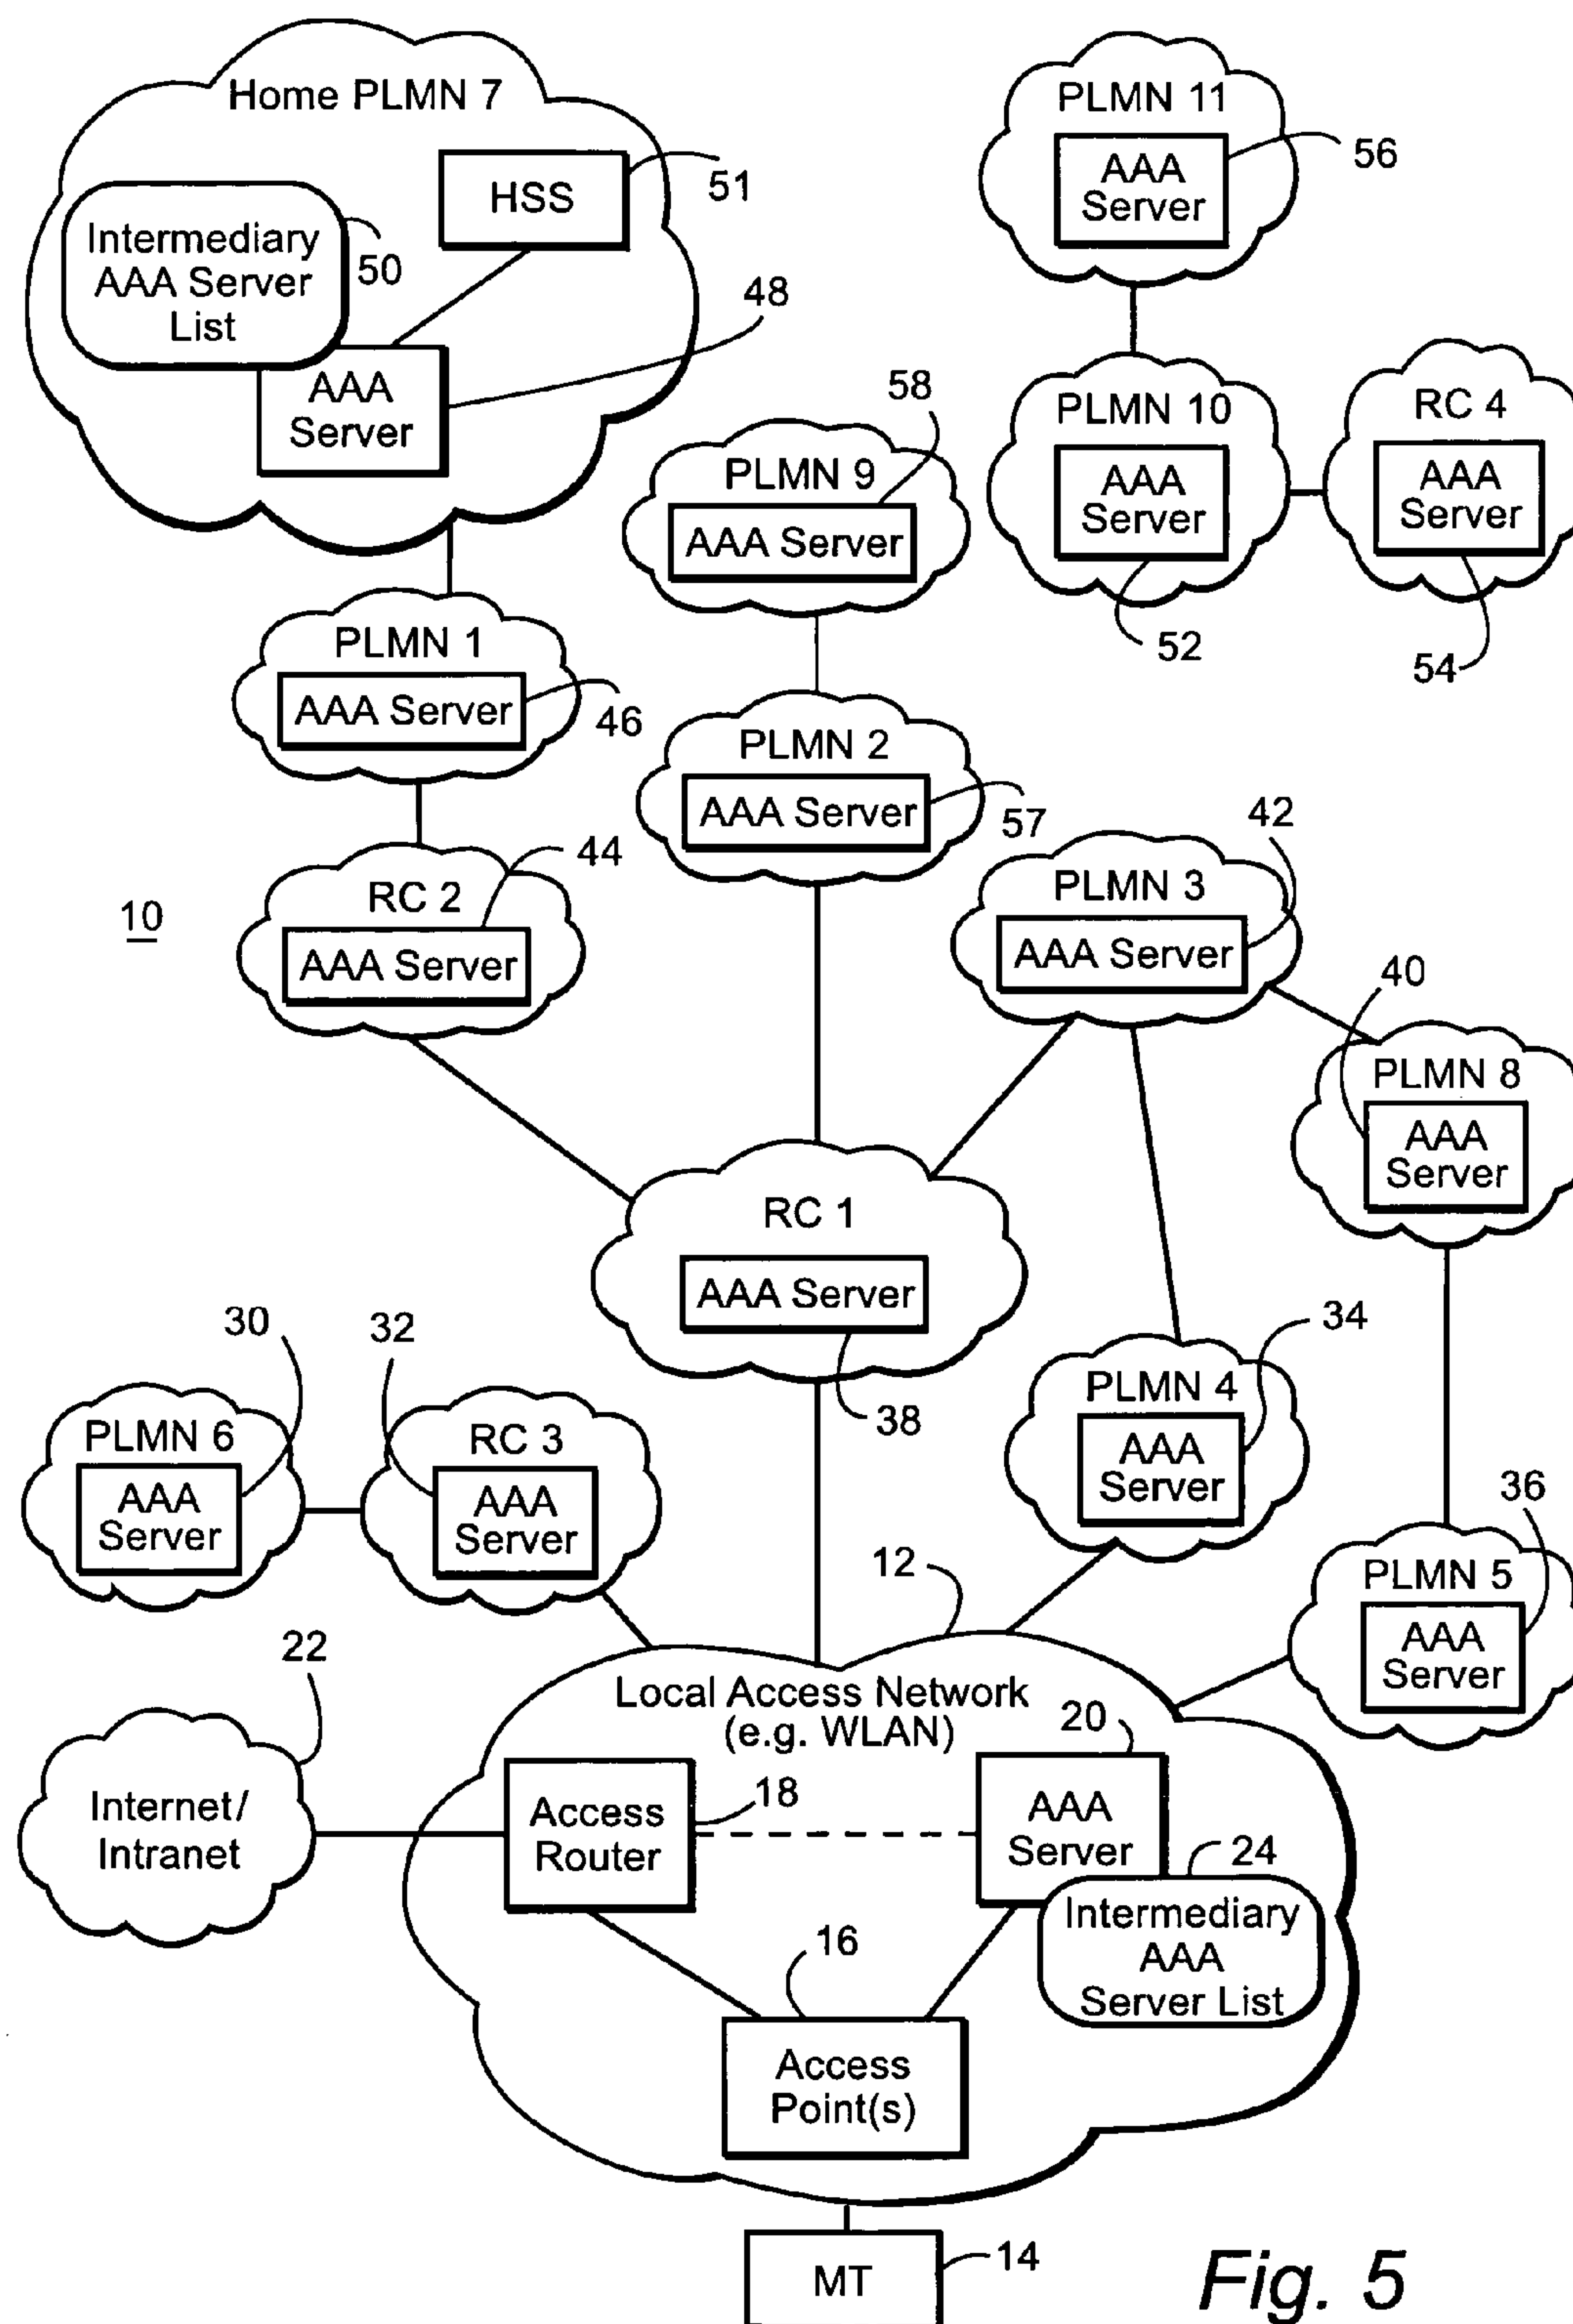 Home PLMN 7
HSS
51
Intermediary
AAA Server
List
50
48
AAA
Server
PLMN 11
AAA
Server
56
PLMN 10
AAA
Server
52
RC 4
AAA
Server
54
58
PLMN 9
AAA Server
PLMN 1
AAA Server
46
PLMN 2
AAA Server
57
10
RC 2
44
AAA Server
PLMN 3
42
AAA Server
40
PLMN 8
AAA
Server
RC 1
AAA Server
38
30
32
PLMN 6
AAA
Server
RC 3
AAA
Server
34
PLMN 4
AAA
Server
36
PLMN 5
AAA
Server
12
22
Internet/
Intranet
Local Access Network
(e.g. WLAN)
Access
Router
18
20
AAA
Server
24
Intermediary
AAA
Server List
16
Access
Point(s)
MT
14
Fig. 5